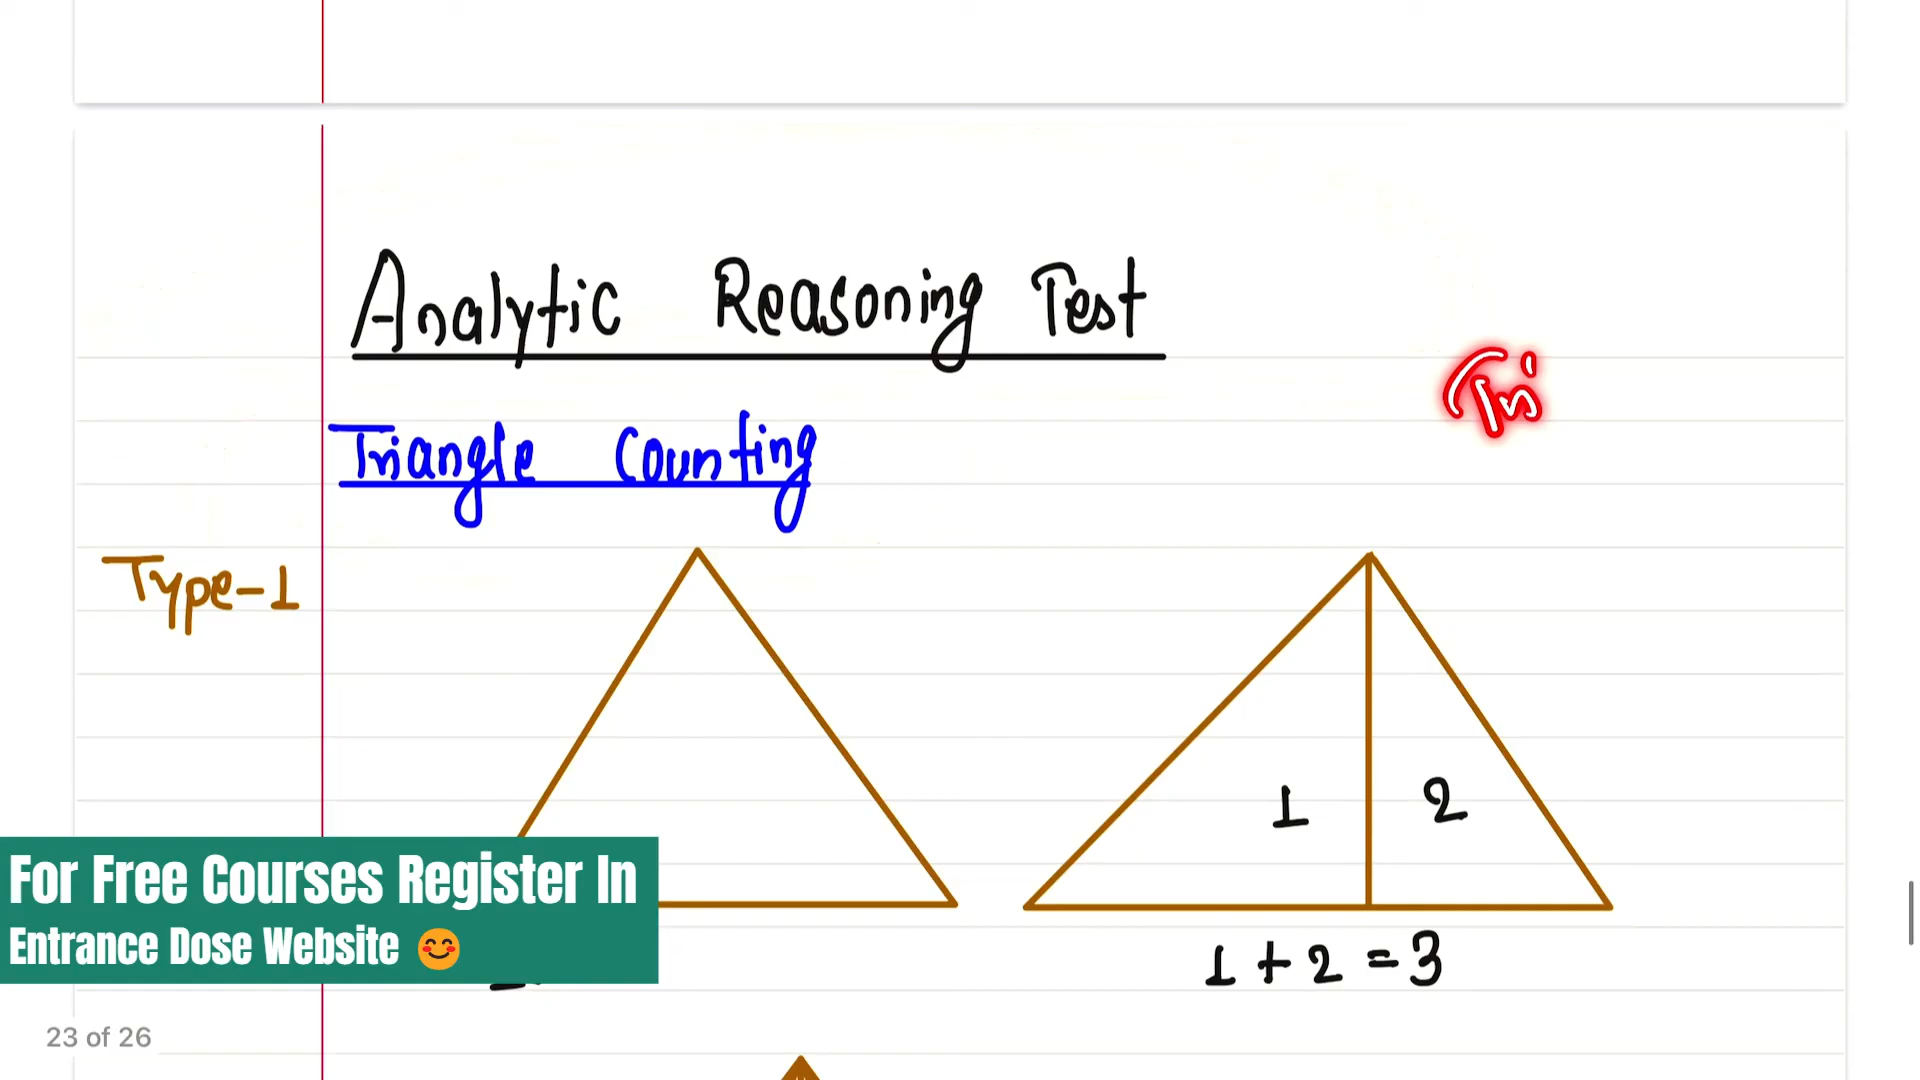 Analytic Reasoning Test
Tri
Triangle Counting
Type-1
1 2
For Free Courses Register In
Entrance Dose Website 😊
1 + 2 = 3
23 of 26